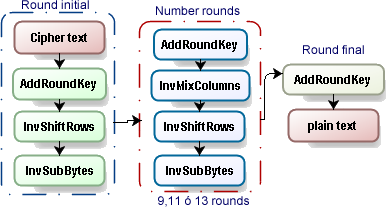 Round initial
Cipher text
AddRoundKey
InvShiftRows
InvSubBytes
Number rounds
AddRoundKey
InvMixColumns
InvShiftRows
InvSubBytes
9,11 ó 13 rounds
Round final
AddRoundKey
plain text